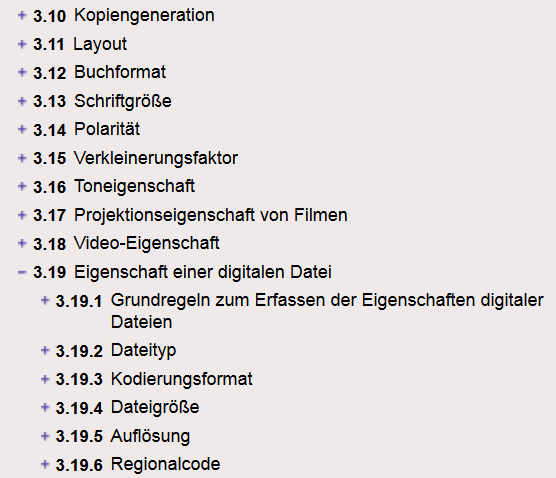 3.10 Kopiengeneration
3.11 Layout
3.12 Buchformat
3.13 Schriftgröße
3.14 Polarität
3.15 Verkleinerungsfaktor
3.16 Toneigenschaft
3.17 Projektionseigenschaft von Filmen
3.18 Video-Eigenschaft
3.19 Eigenschaft einer digitalen Datei
3.19.1 Grundregeln zum Erfassen der Eigenschaften digitaler
Dateien
3.19.2 Dateityp
3.19.3 Kodierungsformat
3.19.4 Dateigröße
3.19.5 Auflösung
3.19.6 Regionalcode